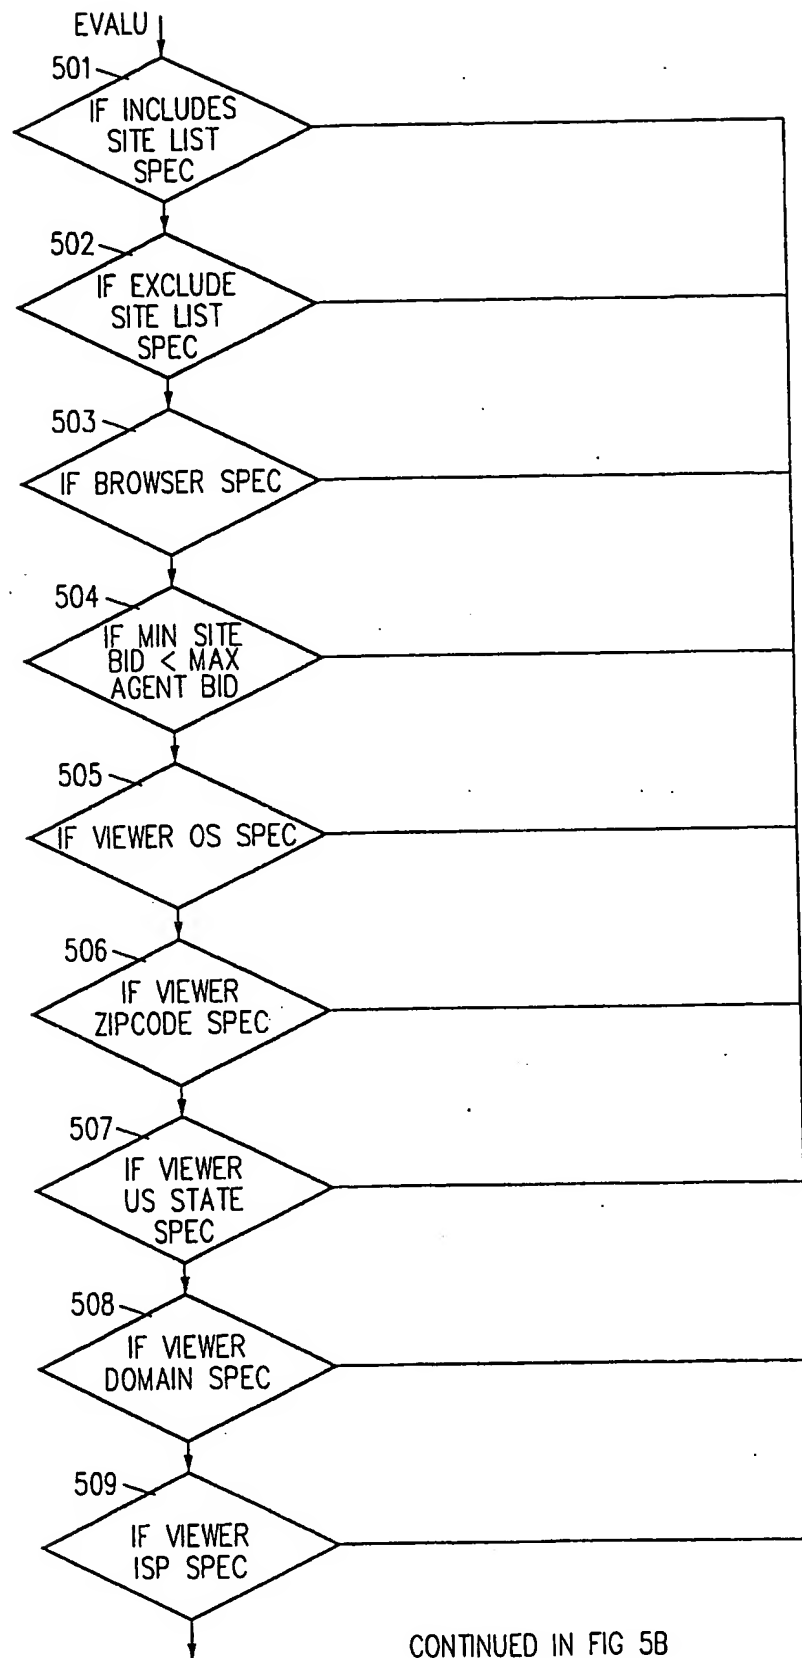 EVALU
501
IF INCLUDES
SITE LIST
SPEC
502
IF EXCLUDE
SITE LIST
SPEC
503
IF BROWSER SPEC
504
IF MIN SITE
BID < MAX
AGENT BID
505
IF VIEWER OS SPEC
506
IF VIEWER
ZIPCODE SPEC
507
IF VIEWER
US STATE
SPEC
508
IF VIEWER
DOMAIN SPEC
509
IF VIEWER
ISP SPEC
CONTINUED IN FIG 5B